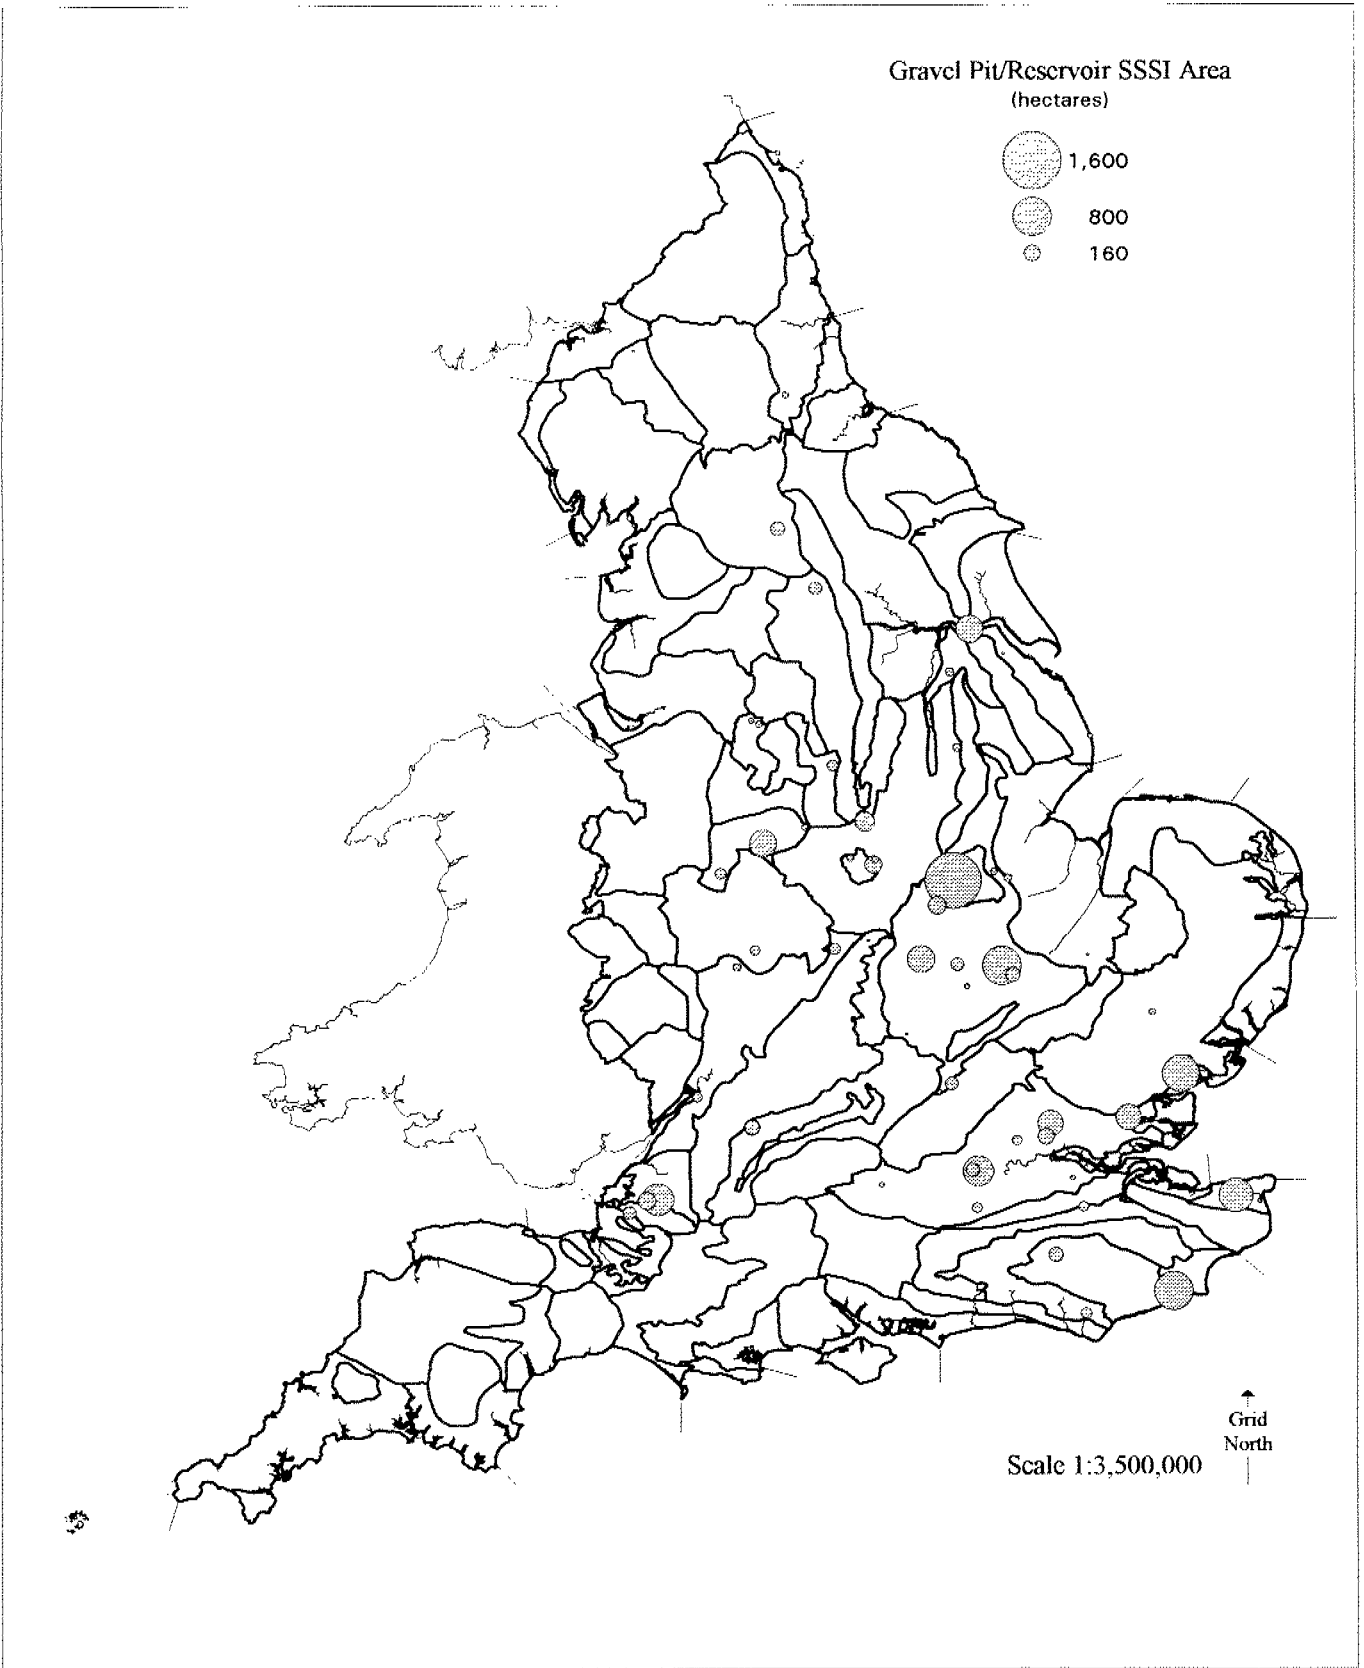 Gravel Pit/Reservoir SSSI Area
(hectares)
1,600
800
160
Grid
North
Scale 1:3,500,000